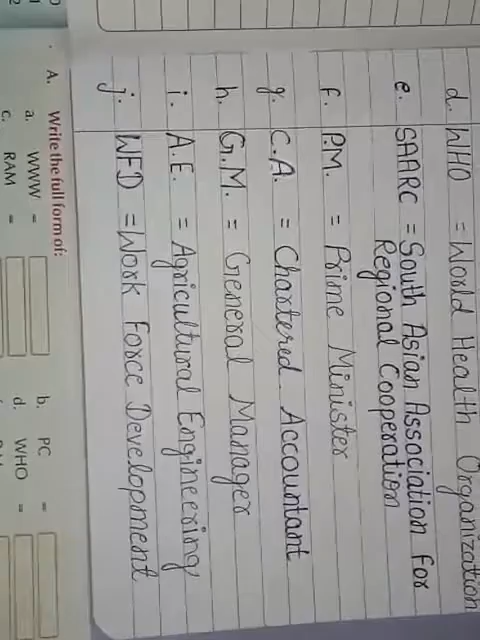 d. WHO = World Health Organization
e. SAARC = South Asian Association for
Regional Cooperation
f. P.M. = Prime Minister
g. C.A. = Chartered Accountant
h. G.M. = General Manager
i. A.E. = Agricultural Engineering
j. WFD = Work Force Development
A. Write the full form of:
a. WWW = b. PC =
c. RAM = d. WHO =